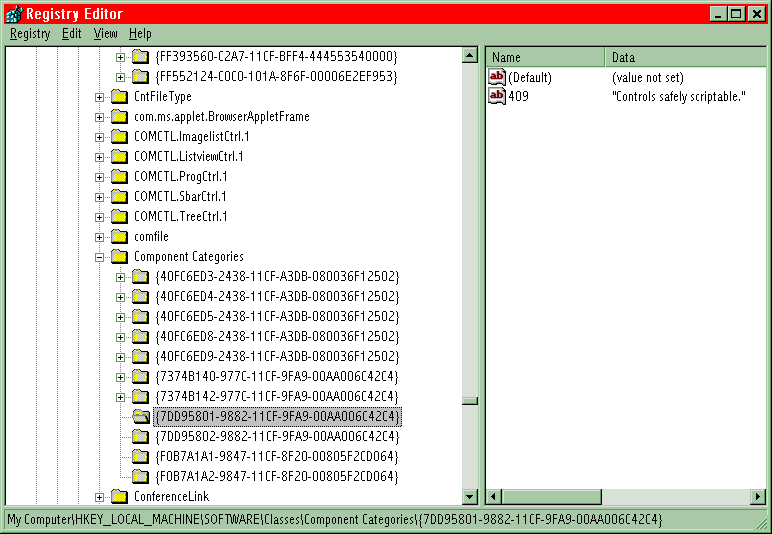 Registry Editor
Registry Edit View Help
{FF393560-C2A7-11CF-BFF4-444553540000}
{FF552124-C0C0-101A-8F6F-00006E2EF953}
CntFileType
com.ms.applet.BrowserAppletFrame
COMCTL.ImagelistCtrl.1
COMCTL.ListviewCtrl.1
COMCTL.ProgCtrl.1
COMCTL.SbarCtrl.1
COMCTL.TreeCtrl.1
comfile
Component Categories
{40FC6ED3-2438-11CF-A3DB-080036F12502}
{40FC6ED4-2438-11CF-A3DB-080036F12502}
{40FC6ED5-2438-11CF-A3DB-080036F12502}
{40FC6ED8-2438-11CF-A3DB-080036F12502}
{40FC6ED9-2438-11CF-A3DB-080036F12502}
{7374B140-977C-11CF-9FA9-00AA006C42C4}
{7374B142-977C-11CF-9FA9-00AA006C42C4}
{7DD95801-9882-11CF-9FA9-00AA006C42C4}
{7DD95802-9882-11CF-9FA9-00AA006C42C4}
{F0B7A1A1-9847-11CF-8F20-00805F2CD064}
{F0B7A1A2-9847-11CF-8F20-00805F2CD064}
ConferenceLink
Name Data
ab (Default) (value not set)
ab 409 "Controls safely scriptable."
My Computer\HKEY_LOCAL_MACHINE\SOFTWARE\Classes\Component Categories\{7DD95801-9882-11CF-9FA9-00AA006C42C4}